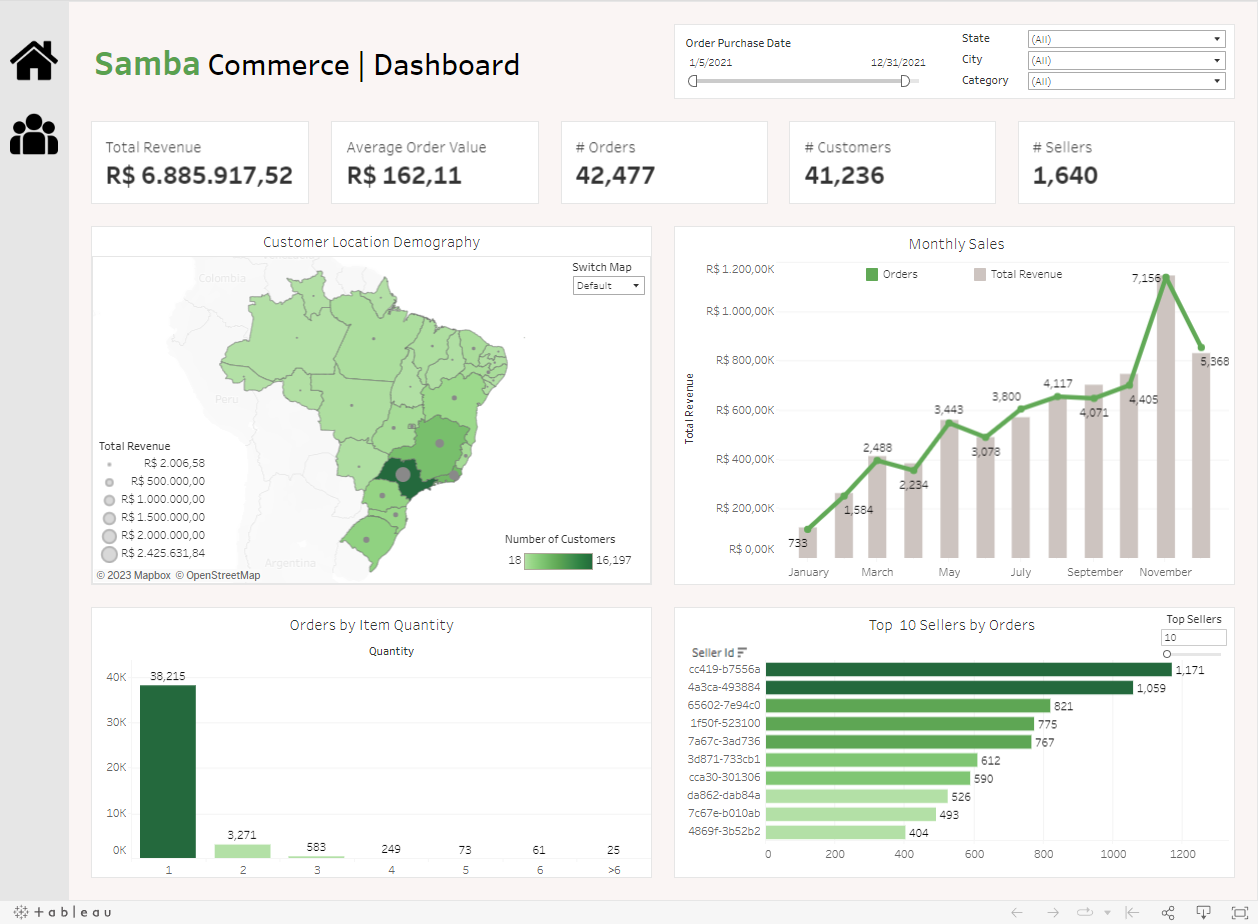 Samba Commerce | Dashboard
Order Purchase Date
1/5/2021
12/31/2021
State
(All)
City
(All)
Category
(All)
Total Revenue
R$ 6.885.917,52
Average Order Value
R$ 162,11
# Orders
42,477
# Customers
41,236
# Sellers
1,640
Customer Location Demography
Switch Map
Default
Colombia
Peru
Argentina
Total Revenue
R$ 2.006,58
R$ 500.000,00
R$ 1.000.000,00
R$ 1.500.000,00
R$ 2.000.000,00
R$ 2.425.631,84
Number of Customers
18
16,197
© 2023 Mapbox © OpenStreetMap
Monthly Sales
Orders
Total Revenue
Total Revenue
R$ 1.200,00K
R$ 1.000,00K
R$ 800,00K
R$ 600,00K
R$ 400,00K
R$ 200,00K
R$ 0,00K
733
1,584
2,488
2,234
3,443
3,078
3,800
4,117
4,071
4,405
7,156
5,368
January
March
May
July
September
November
Orders by Item Quantity
Quantity
40K
30K
20K
10K
0K
38,215
3,271
583
249
73
61
25
1
2
3
4
5
6
>6
Top 10 Sellers by Orders
Top Sellers
10
Seller Id
cc419-b7556a
1,171
4a3ca-493884
1,059
65602-7e94c0
821
1f50f-523100
775
7a67c-3ad736
767
3d871-733cb1
612
cca30-301306
590
da862-dab84a
526
7c67e-b010ab
493
4869f-3b52b2
404
0
200
400
600
800
1000
1200
+ableau